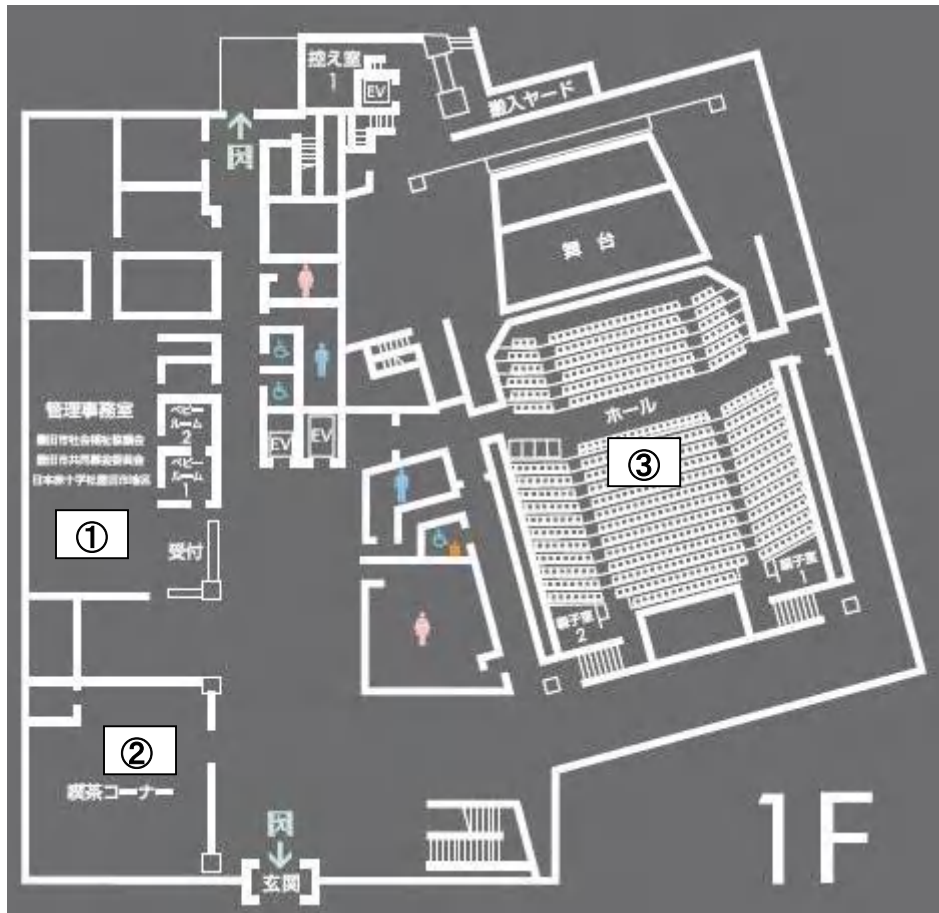 控え室
1
EV
搬入ヤード
舞台
ホール
③
管理事務室
ベビー
ルーム
2
ベビー
ルーム
1
EV
EV
①
受付
親子室
1
親子室
2
②
喫茶コーナー
玄関
1F